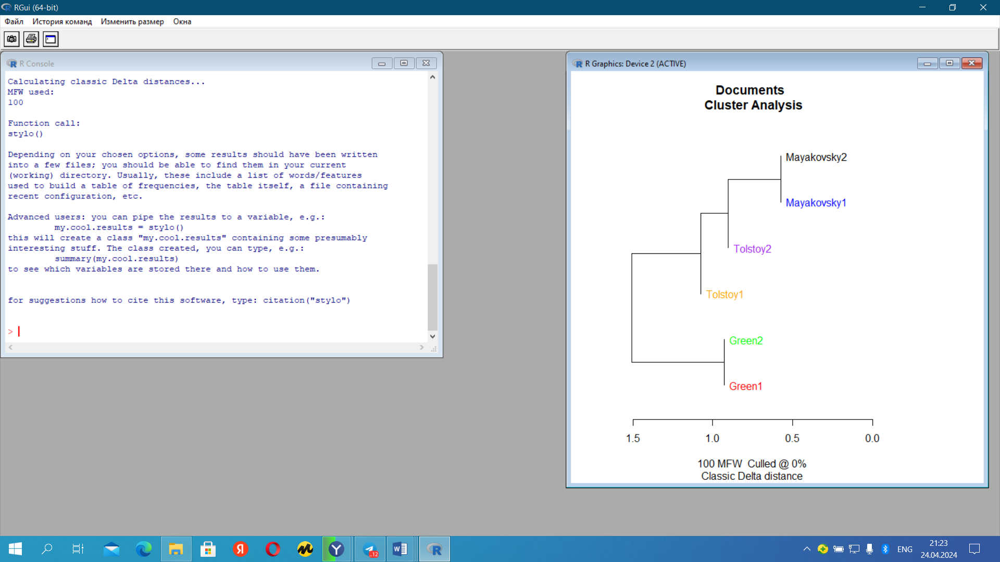 RGui (64-bit)
Файл История команд Изменить размер Окна
R Console
Calculating classic Delta distances...
MFW used:
100
Function call:
stylo()
Depending on your chosen options, some results should have been written
into a few files; you should be able to find them in your current
(working) directory. Usually, these include a list of words/features
used to build a table of frequencies, the table itself, a file containing
recent configuration, etc.
Advanced users: you can pipe the results to a variable, e.g.:
my.cool.results = stylo()
this will create a class "my.cool.results" containing some presumably
interesting stuff. The class created, you can type, e.g.:
summary(my.cool.results)
to see which variables are stored there and how to use them.
for suggestions how to cite this software, type: citation("stylo")
>
R Graphics: Device 2 (ACTIVE)
Documents
Cluster Analysis
Mayakovsky2
Mayakovsky1
Tolstoy2
Tolstoy1
Green2
Green1
1.5 1.0 0.5 0.0
100 MFW Culled @ 0%
Classic Delta distance
Я
Y
..12
W
R
ENG
21:23
24.04.2024